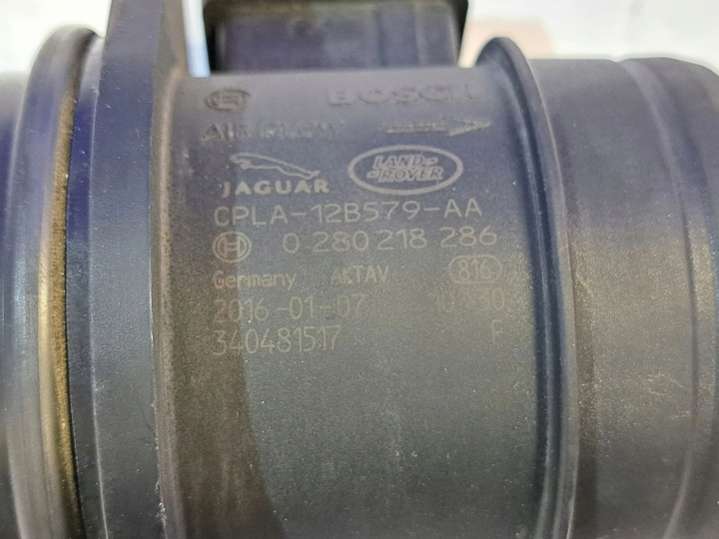 BOSCH
AIR FLOW
JAGUAR
LAND ROVER
CPLA-12B579-AA
0 280 218 286
Germany AKTAV 816
2016-01-07
340481517 F